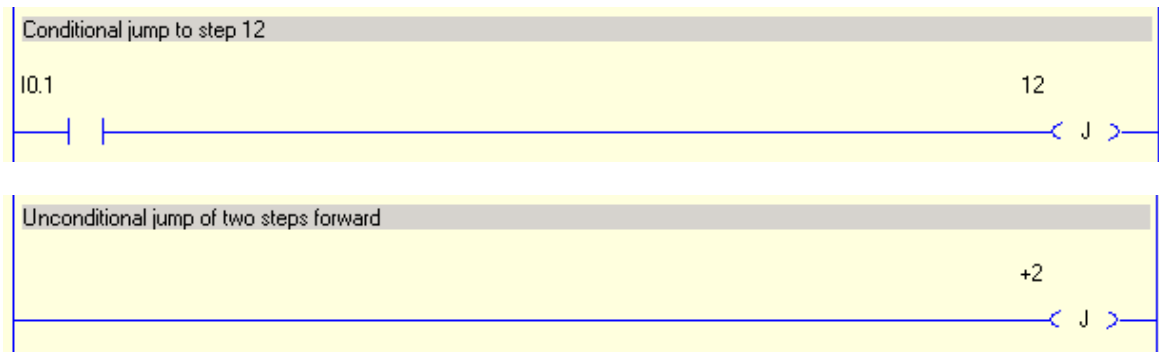 Conditional jump to step 12
I0.1 12
J
Unconditional jump of two steps forward
+2
J